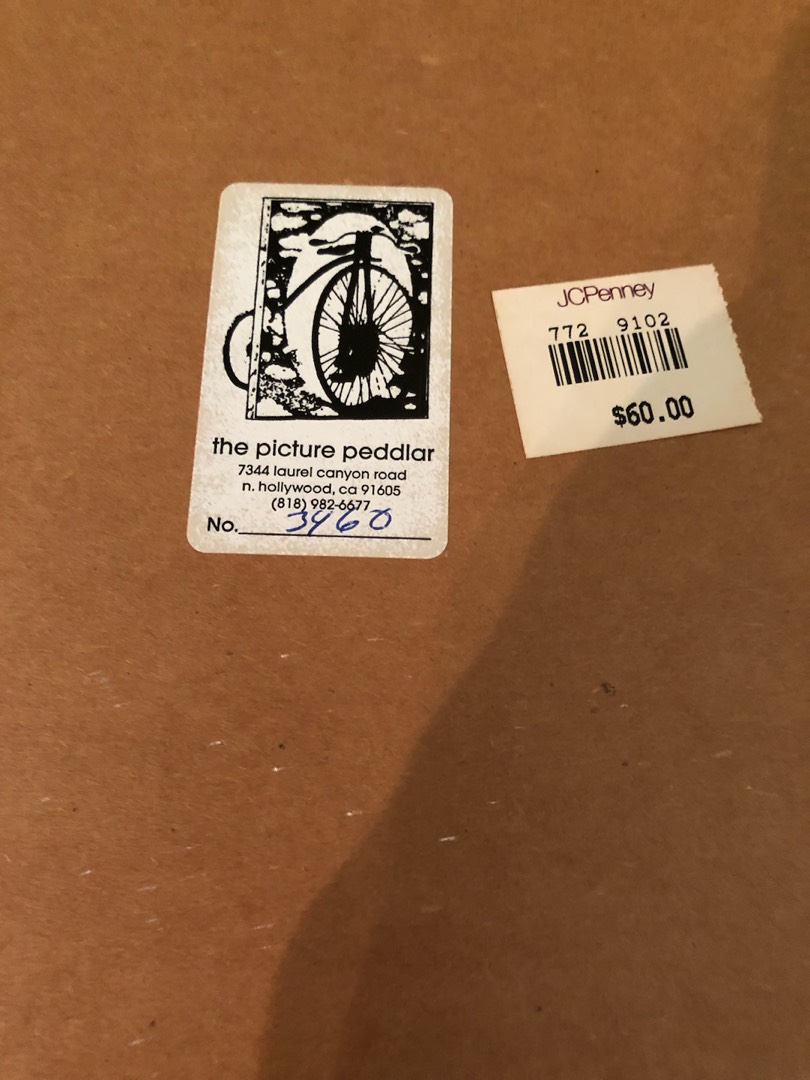 the picture peddlar
7344 laurel canyon road
n. hollywood, ca 91605
(818) 982-6677
No. 3460
JCPenney
772 9102
$60.00